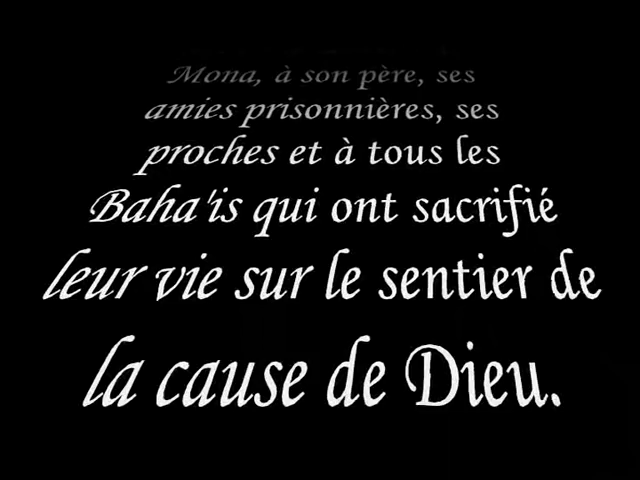 Mona, à son père, ses
amies prisonnières, ses
proches et à tous les
Baha'is qui ont sacrifié
leur vie sur le sentier de
la cause de Dieu.